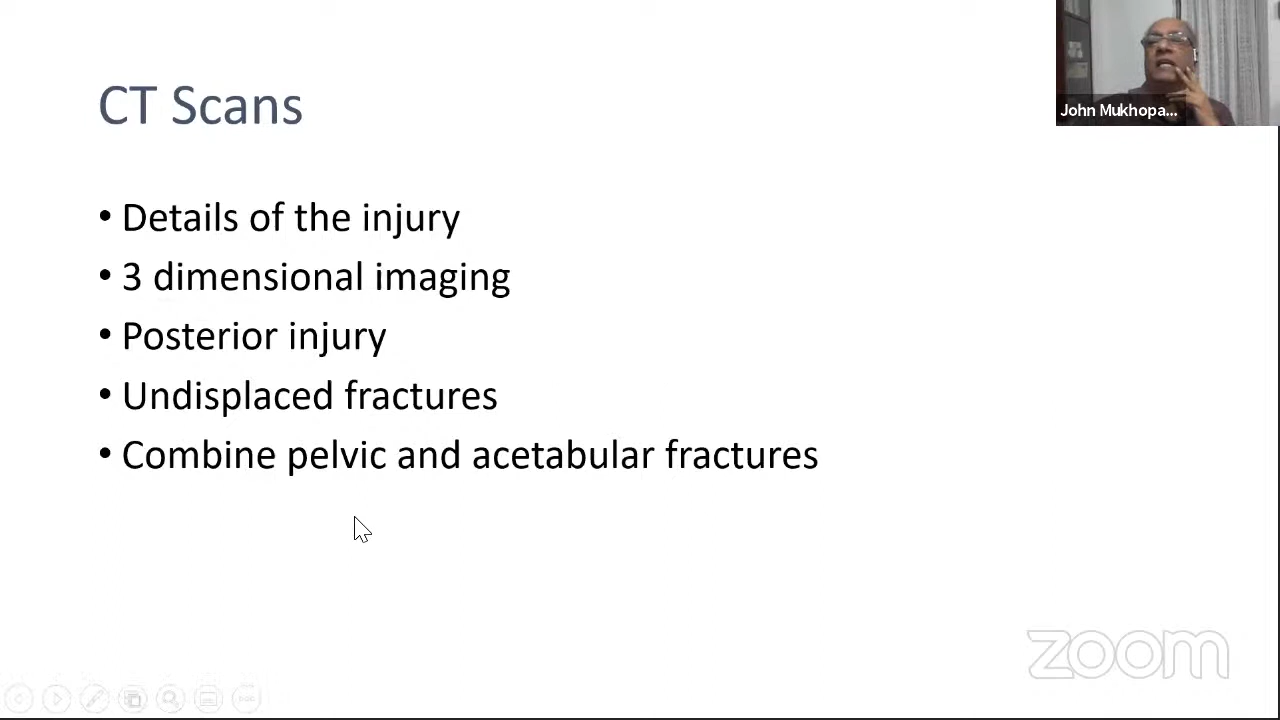 CT Scans
John Mukhopa...
• Details of the injury
• 3 dimensional imaging
• Posterior injury
• Undisplaced fractures
• Combine pelvic and acetabular fractures
zoom